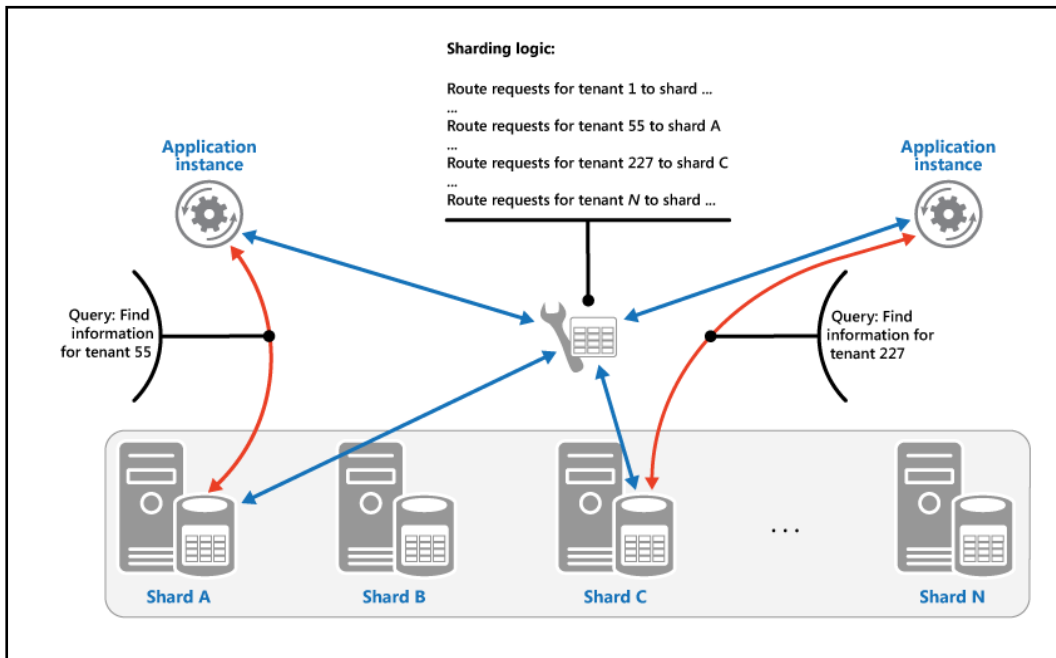 Sharding logic:
Route requests for tenant 1 to shard ...
...
Route requests for tenant 55 to shard A
...
Route requests for tenant 227 to shard C
...
Route requests for tenant N to shard ...
Application
instance
Application
instance
Query: Find
information
for tenant 55
Query: Find
information for
tenant 227
...
Shard A
Shard B
Shard C
Shard N